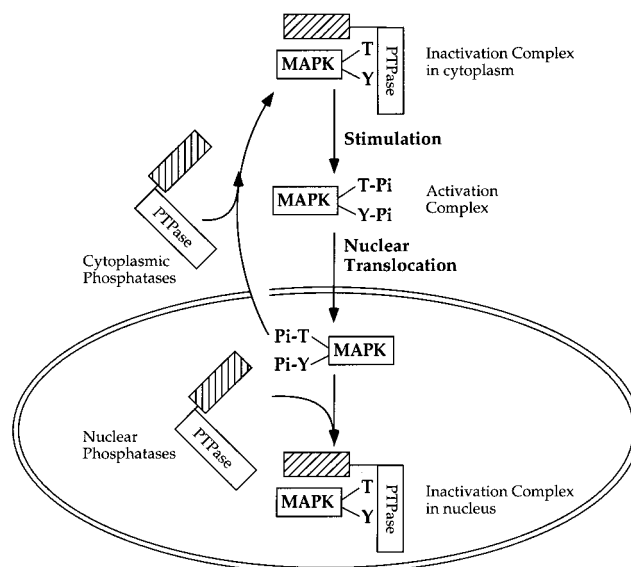 T
MAPK
Y
PTPase
Inactivation Complex
in cytoplasm
Stimulation
PTPase
T-Pi
MAPK
Y-Pi
Activation
Complex
Cytoplasmic
Phosphatases
Nuclear
Translocation
Pi-T
MAPK
Pi-Y
PTPase
Nuclear
Phosphatases
T
MAPK
Y
PTPase
Inactivation Complex
in nucleus